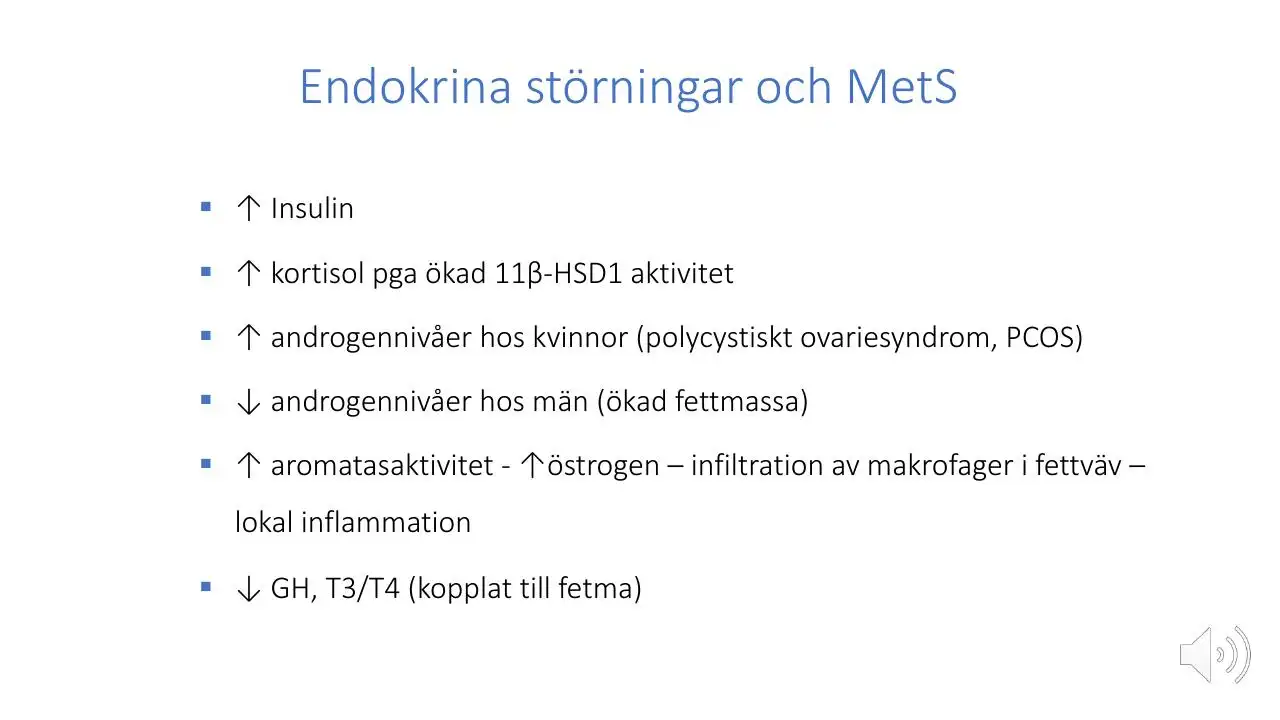 Endokrina störningar och MetS
▪ ↑ Insulin
▪ ↑ kortisol pga ökad 11β-HSD1 aktivitet
▪ ↑ androgennivåer hos kvinnor (polycystiskt ovariesyndrom, PCOS)
▪ ↓ androgennivåer hos män (ökad fettmassa)
▪ ↑ aromatasaktivitet - ↑östrogen – infiltration av makrofager i fettväv –
lokal inflammation
▪ ↓ GH, T3/T4 (kopplat till fetma)